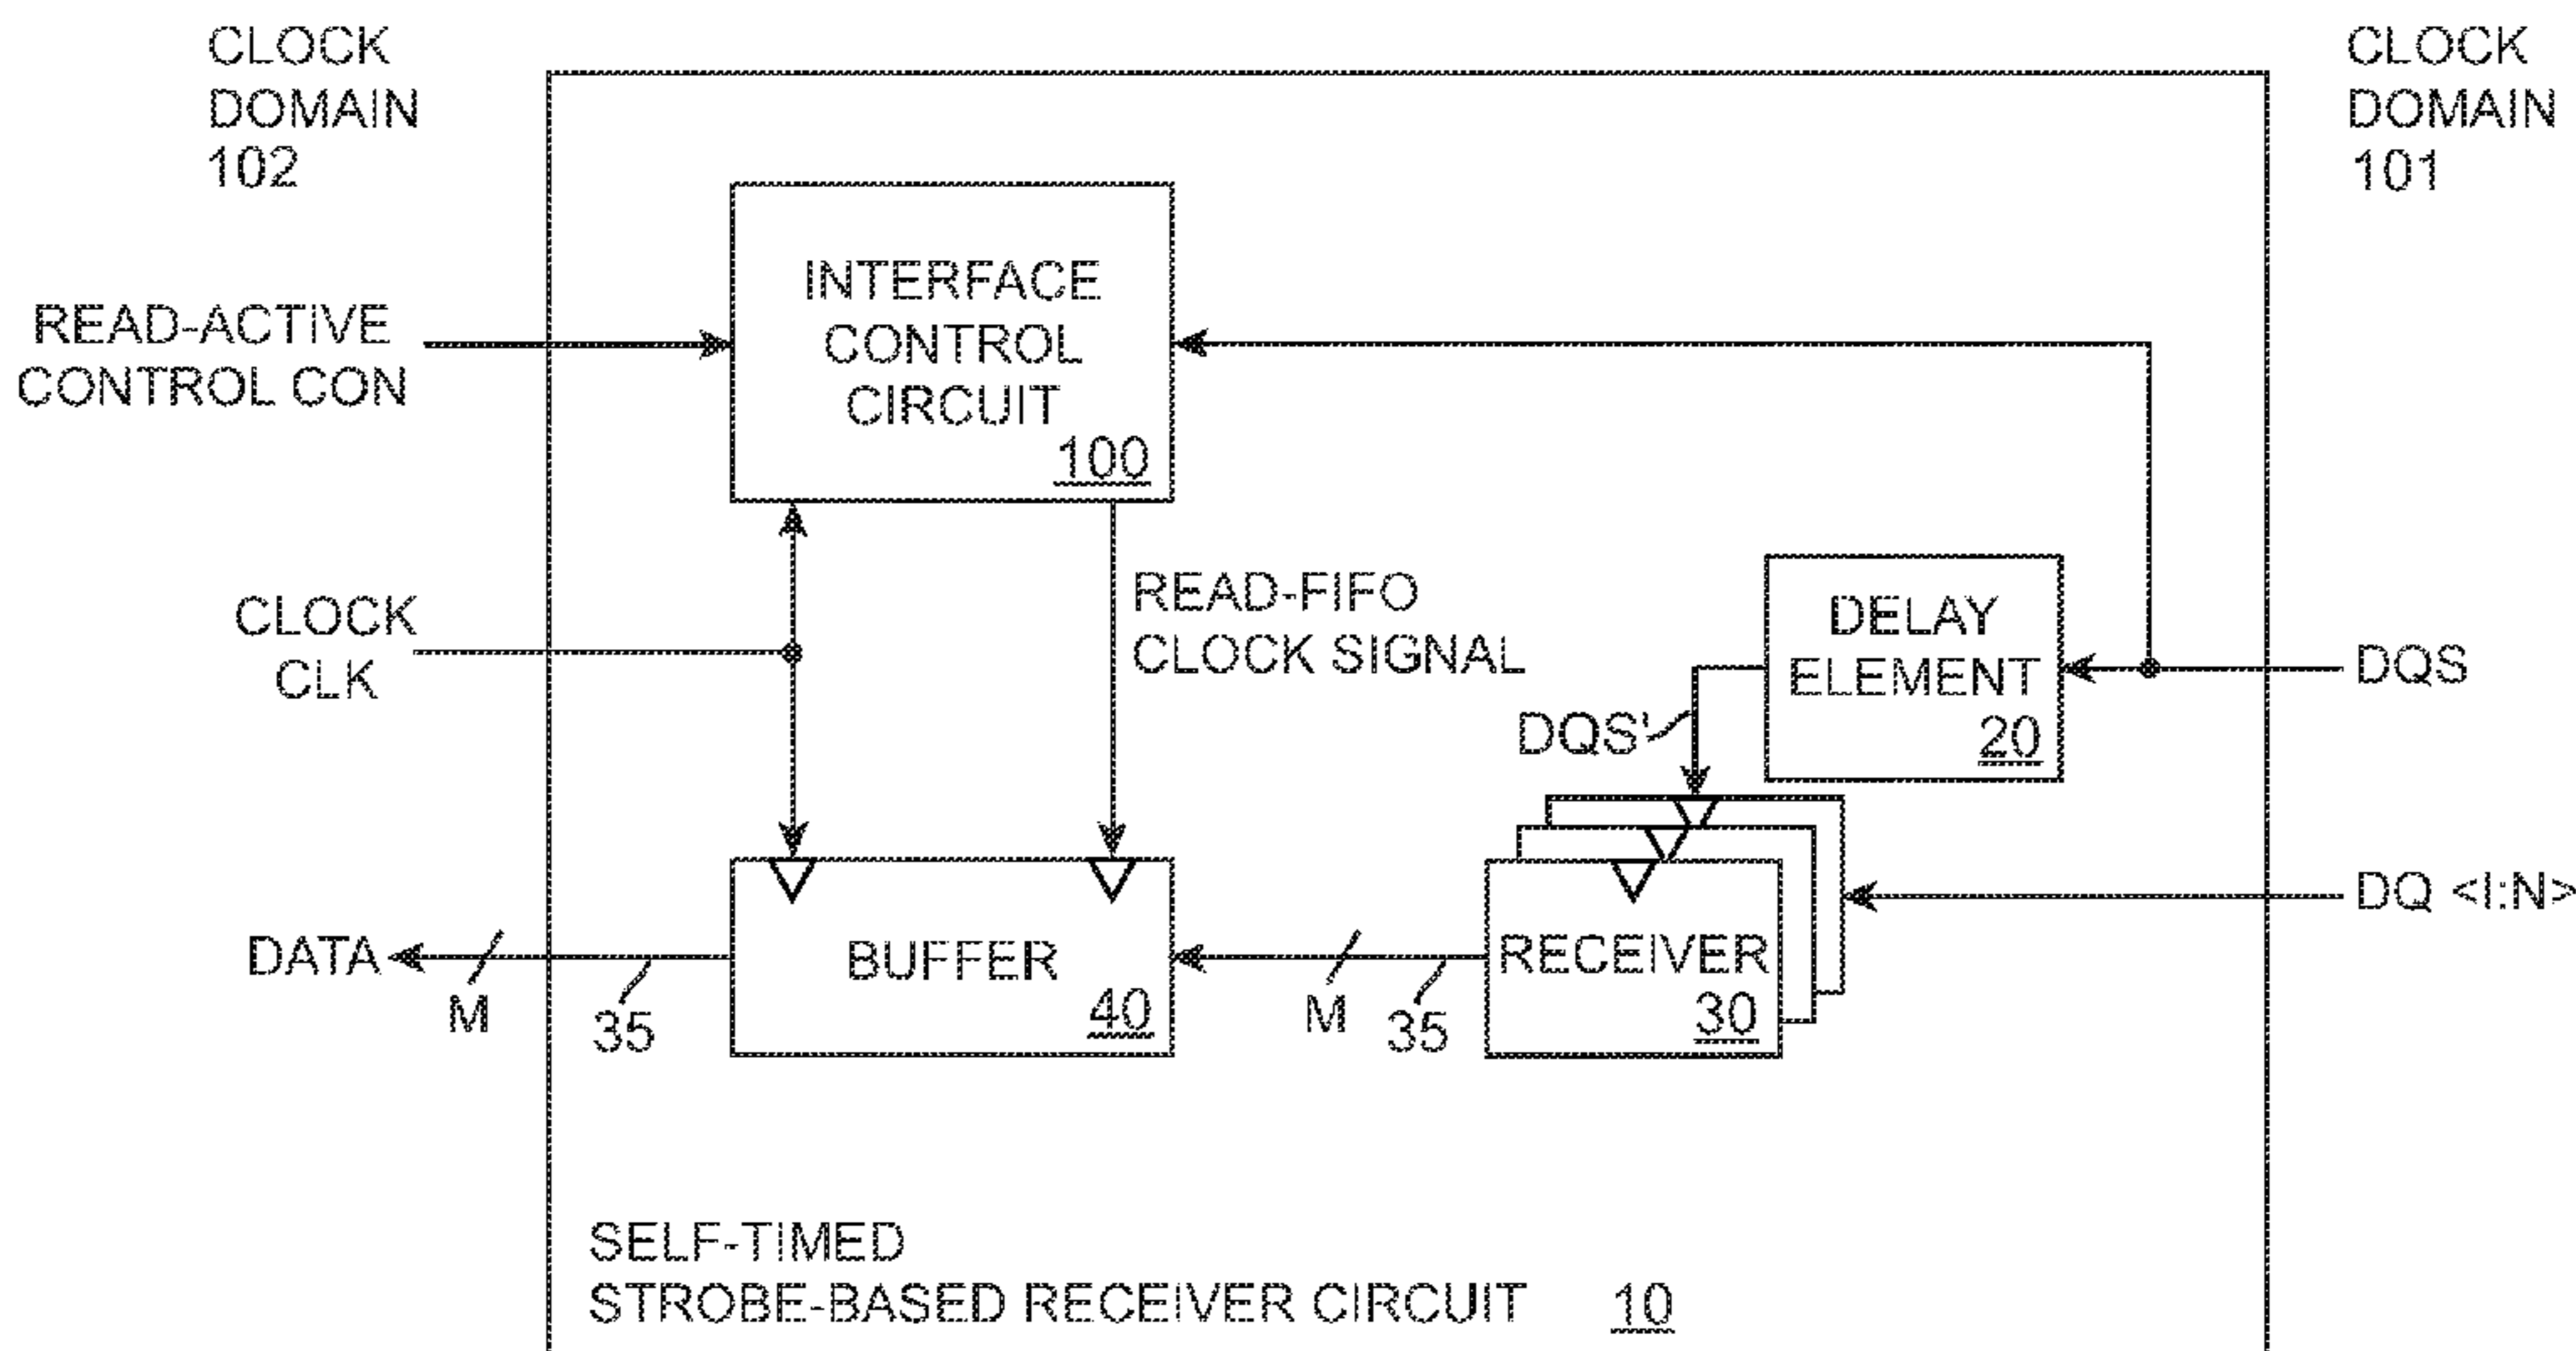 CLOCK
DOMAIN
102
CLOCK
DOMAIN
101
INTERFACE
CONTROL
CIRCUIT
100
READ-ACTIVE
CONTROL CON
CLOCK
CLK
READ-FIFO
CLOCK SIGNAL
DELAY
ELEMENT
20
DQS
DQS'
DQ <I:N>
DATA
M
35
BUFFER
40
M
35
RECEIVER
30
SELF-TIMED
STROBE-BASED RECEIVER CIRCUIT 10